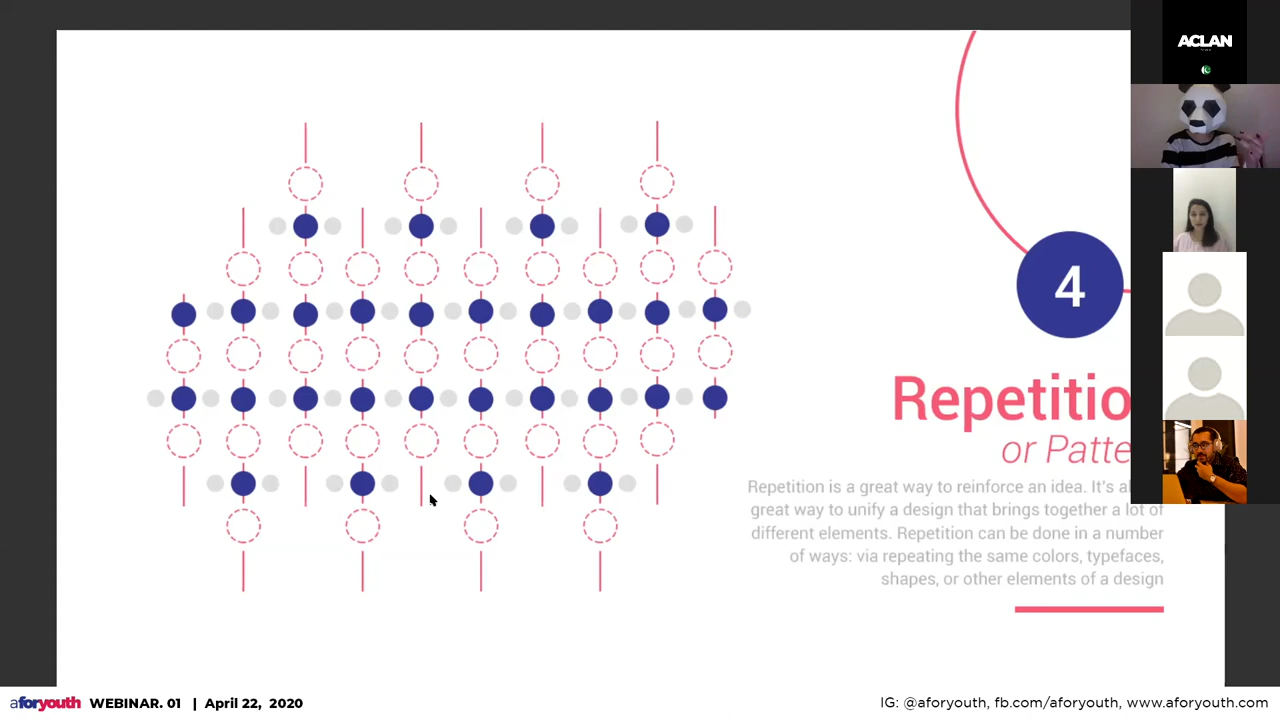 ACLAN
4
Repetitio
or Patte
Repetition is a great way to reinforce an idea. It's al
great way to unify a design that brings together a lot of
different elements. Repetition can be done in a number
of ways: via repeating the same colors, typefaces,
shapes, or other elements of a design
aforyouth WEBINAR. 01 | April 22, 2020
IG: @aforyouth, fb.com/aforyouth, www.aforyouth.com